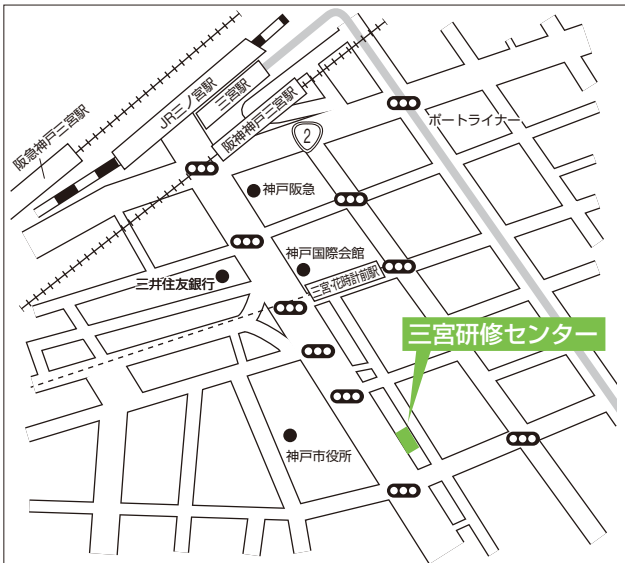 阪急神戸三宮駅
JR三ノ宮駅
三宮駅
阪神神戸三宮駅
2
ポートライナー
神戸阪急
神戸国際会館
三宮・花時計前駅
三井住友銀行
三宮研修センター
神戸市役所